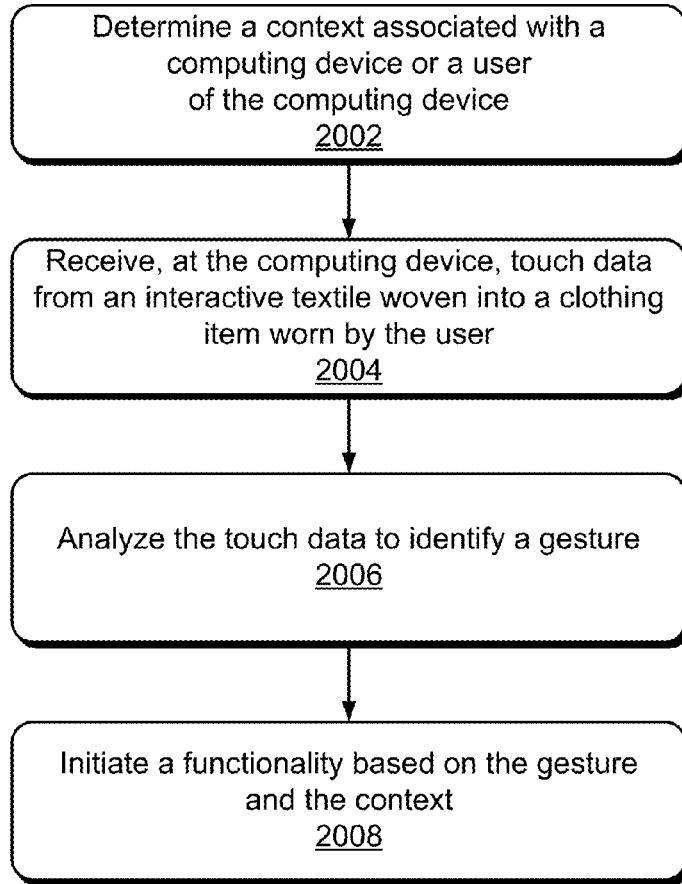 Determine a context associated with a
computing device or a user
of the computing device
2002
Receive, at the computing device, touch data
from an interactive textile woven into a clothing
item worn by the user
2004
Analyze the touch data to identify a gesture
2006
Initiate a functionality based on the gesture
and the context
2008